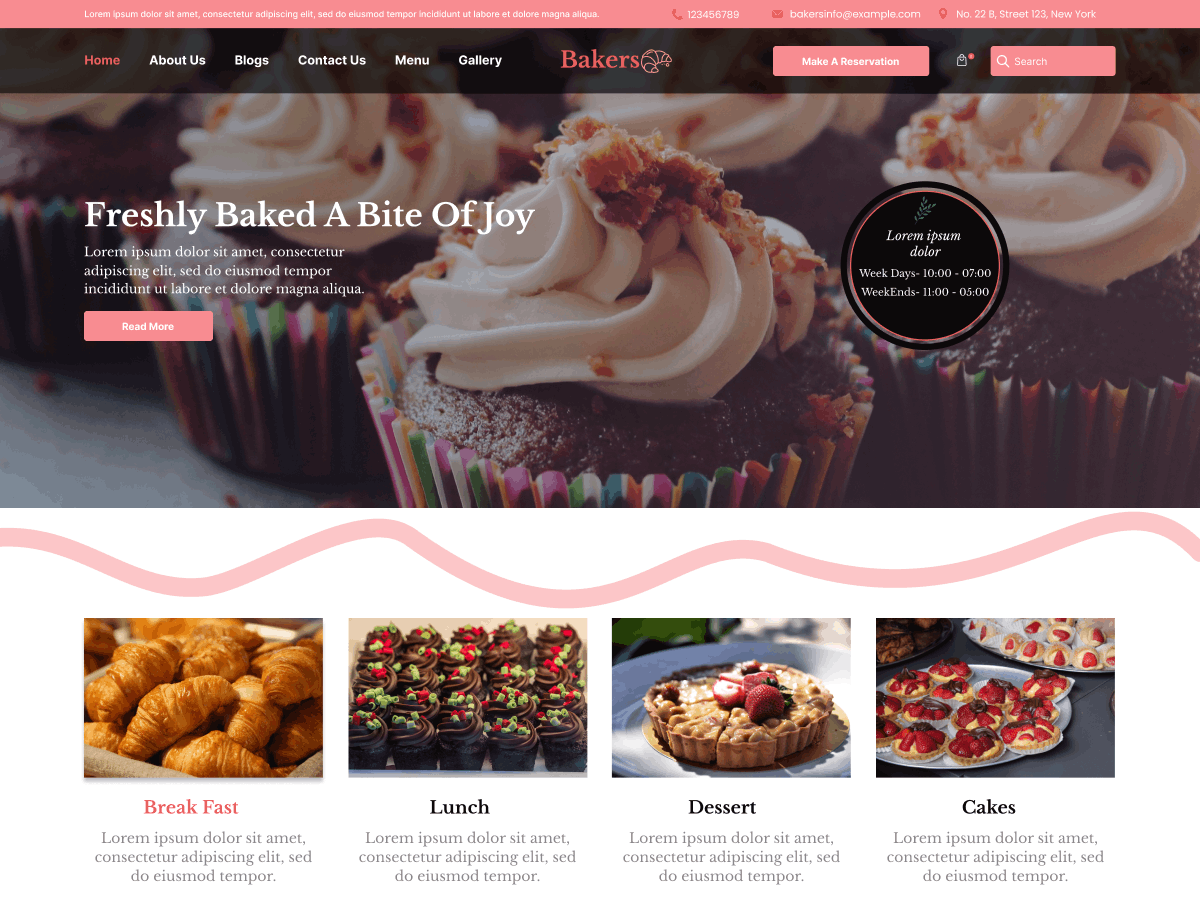 Lorem ipsum dolor sit amet, consectetur adipiscing elit, sed do eiusmod tempor incididunt ut labore et dolore magna aliqua.
123456789
bakersinfo@example.com
No. 22 B, Street 123, New York
Home
About Us
Blogs
Contact Us
Menu
Gallery
Bakers
Make A Reservation
Search
Freshly Baked A Bite Of Joy
Lorem ipsum dolor sit amet, consectetur
adipiscing elit, sed do eiusmod tempor
incididunt ut labore et dolore magna aliqua.
Read More
Lorem ipsum
dolor
Week Days- 10:00 - 07:00
WeekEnds- 11:00 - 05:00
Break Fast
Lorem ipsum dolor sit amet,
consectetur adipiscing elit, sed
do eiusmod tempor.
Lunch
Lorem ipsum dolor sit amet,
consectetur adipiscing elit, sed
do eiusmod tempor.
Dessert
Lorem ipsum dolor sit amet,
consectetur adipiscing elit, sed
do eiusmod tempor.
Cakes
Lorem ipsum dolor sit amet,
consectetur adipiscing elit, sed
do eiusmod tempor.